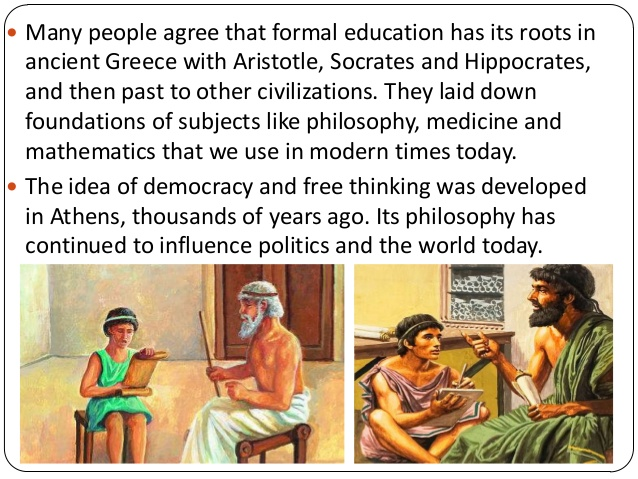 • Many people agree that formal education has its roots in
ancient Greece with Aristotle, Socrates and Hippocrates,
and then past to other civilizations. They laid down
foundations of subjects like philosophy, medicine and
mathematics that we use in modern times today.
• The idea of democracy and free thinking was developed
in Athens, thousands of years ago. Its philosophy has
continued to influence politics and the world today.